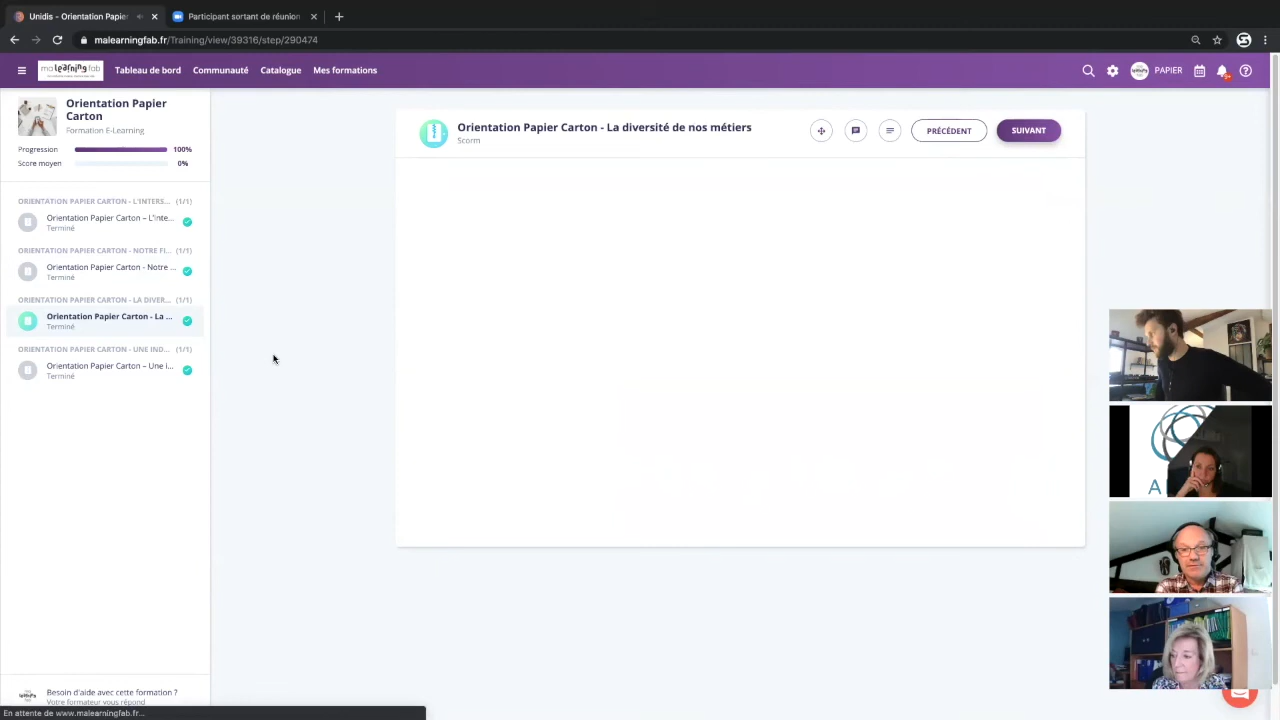 Unidis - Orientation Papier
Participant sortant de réunion
malearningfab.fr/Training/view/39316/step/290474
ma learning fab
Tableau de bord
Communauté
Catalogue
Mes formations
PAPIER
Orientation Papier
Carton
Formation E-Learning
Progression
100%
Score moyen
0%
ORIENTATION PAPIER CARTON - L'INTERS... (1/1)
Orientation Papier Carton – L'inte...
Terminé
ORIENTATION PAPIER CARTON - NOTRE FI... (1/1)
Orientation Papier Carton - Notre ...
Terminé
ORIENTATION PAPIER CARTON - LA DIVER... (1/1)
Orientation Papier Carton - La ...
Terminé
ORIENTATION PAPIER CARTON - UNE IND... (1/1)
Orientation Papier Carton – Une i...
Terminé
Orientation Papier Carton - La diversité de nos métiers
Scorm
PRÉCÉDENT
SUIVANT
A
Besoin d'aide avec cette formation ?
Votre formateur vous répond
En attente de www.malearningfab.fr...